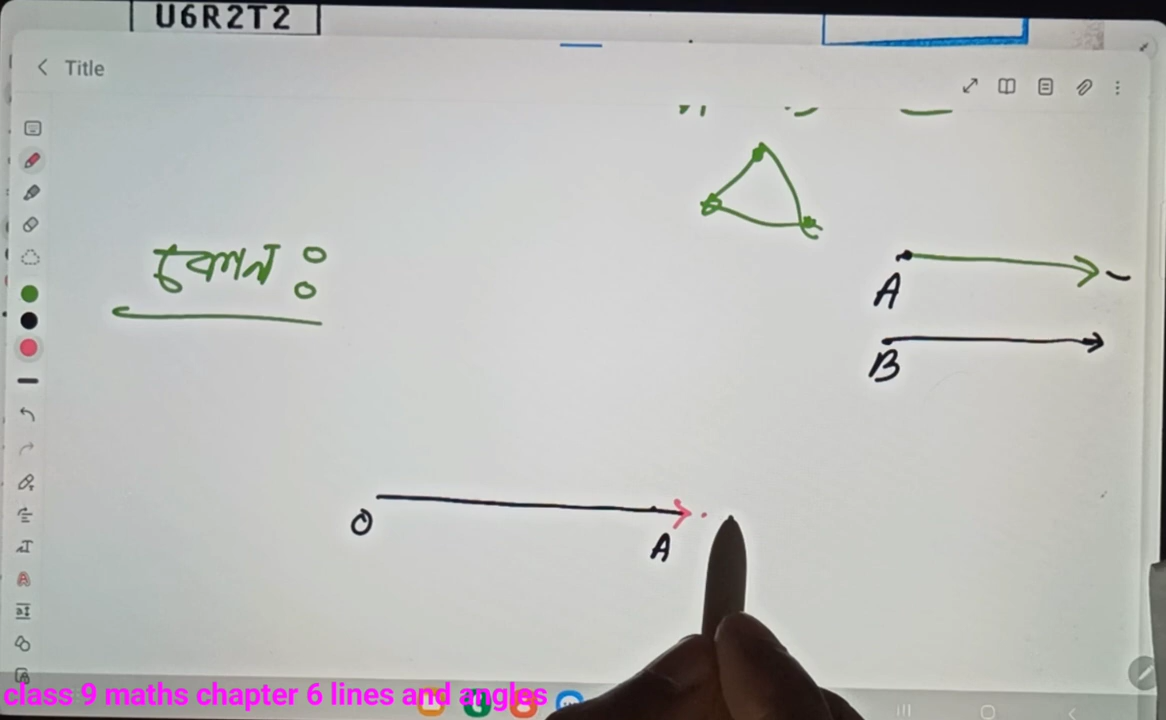 U6R2T2
Title
কোন :
A
B
O
A
class 9 maths chapter 6 lines and angles